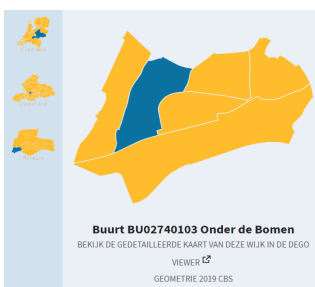 Buurt BU02740103 Onder de Bomen
BEKIJK DE GEDETAILLEERDE KAART VAN DEZE WIJK IN DE DEGO
VIEWER
GEOMETRIE 2019 CBS